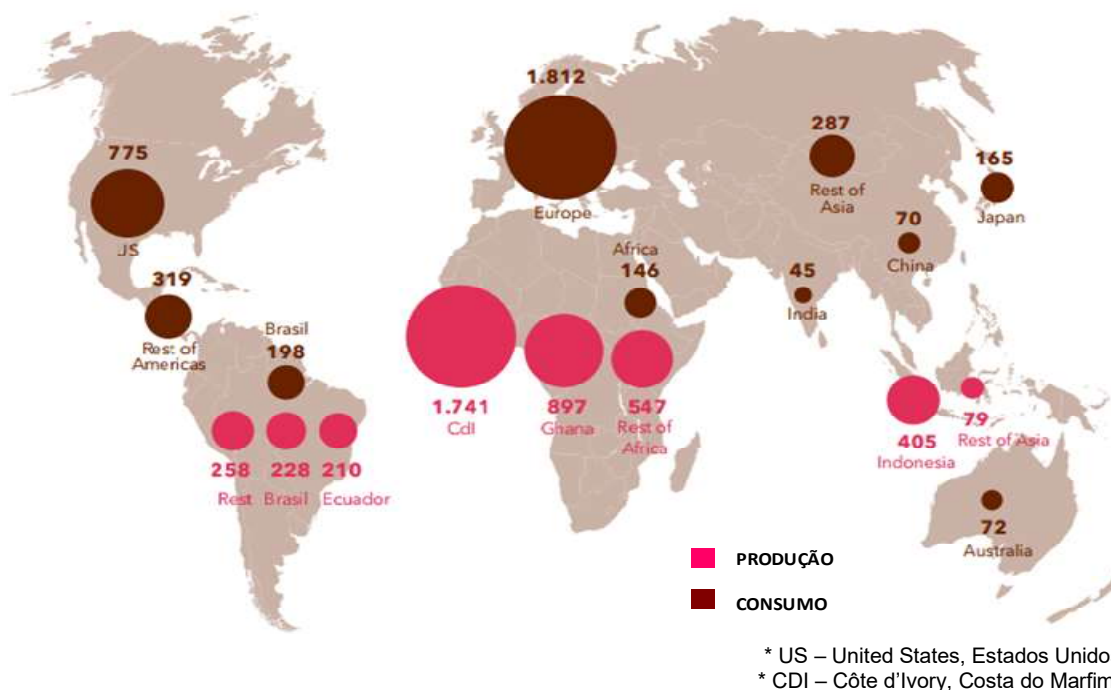 1.812
Europe
775
JS
319
Rest of
Americas
Brasil
198
258
Rest
228
Brasil
210
Ecuador
Africa
146
1.741
CdI
897
Ghana
547
Rest of
Africa
287
Rest of
Asia
165
Japan
70
China
45
India
405
Indonesia
79
Rest of Asia
72
Australia
PRODUÇÃO
CONSUMO
* US – United States, Estados Unido
* CDI – Côte d'Ivory, Costa do Marfim